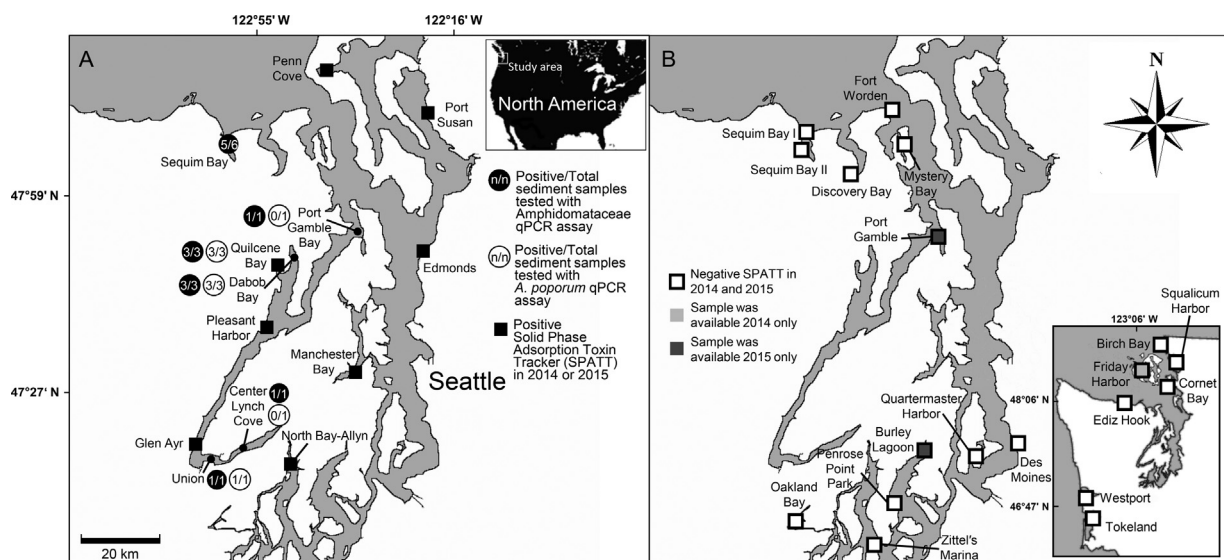 122°55' W
122°16' W
A
Penn
Cove
Study area
North America
Port
Susan
5/6
Sequim Bay
47°59' N
n/n
Positive/Total
sediment samples
tested with
Amphidomataceae
qPCR assay
1/1
0/1
Port
Gamble
Bay
3/3
3/3
Quilcene
Bay
Edmonds
n/n
Positive/Total
sediment samples
tested with
A. poporum qPCR
assay
3/3
3/3
Dabob
Bay
Pleasant
Harbor
Positive
Solid Phase
Adsorption Toxin
Tracker (SPATT)
in 2014 or 2015
Manchester
Bay
Seattle
47°27' N
Center
Lynch
Cove
1/1
0/1
Glen Ayr
North Bay-Allyn
Union
1/1
1/1
20 km
B
N
Fort
Worden
Sequim Bay I
Sequim Bay II
Discovery Bay
Mystery
Bay
Port
Gamble
Negative SPATT in
2014 and 2015
Sample was
available 2014 only
Sample was
available 2015 only
Quartermaster
Harbor
Burley
Lagoon
Penrose
Point
Park
Des
Moines
Oakland
Bay
Zittel's
Marina
Squalicum
Harbor
123°06' W
Birch Bay
Friday
Harbor
Cornet
Bay
48°06' N
Ediz Hook
46°47' N
Westport
Tokeland